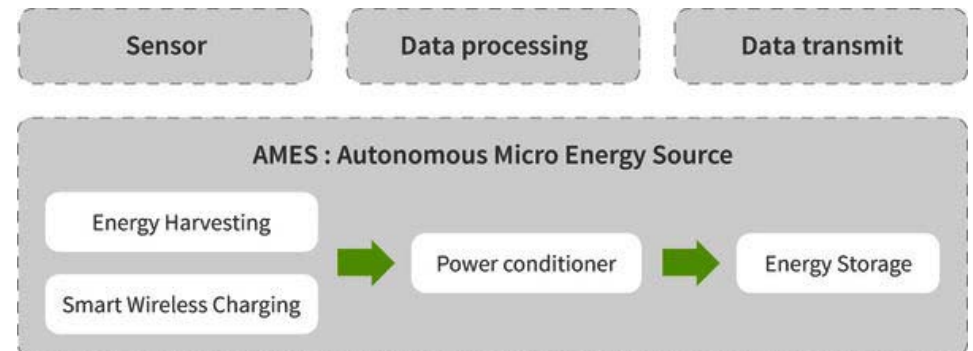 Sensor
Data processing
Data transmit
AMES : Autonomous Micro Energy Source
Energy Harvesting
Smart Wireless Charging
Power conditioner
Energy Storage